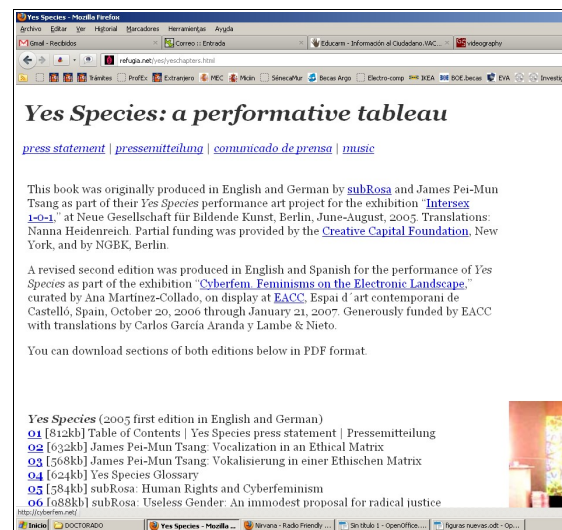 Yes Species - Mozilla Firefox
Archivo Editar Ver Historial Marcadores Herramientas Ayuda
Gmail - Recibidos Correo :: Entrada Educarm - Información al Ciudadano.VAC... videography
refugia.net/yes/yeschapters.html
Trámites ProfEx Extranjero MEC Micin SénecaMur Becas Argo Electro-comp IKEA BOE.becas EVA Investig
Yes Species: a performative tableau
press statement | pressemitteilung | comunicado de prensa | music
This book was originally produced in English and German by subRosa and James Pei-Mun
Tsang as part of their Yes Species performance art project for the exhibition “Intersex
1-0-1,” at Neue Gesellschaft für Bildende Kunst, Berlin, June-August, 2005. Translations:
Nanna Heidenreich. Partial funding was provided by the Creative Capital Foundation, New
York, and by NGBK, Berlin.
A revised second edition was produced in English and Spanish for the performance of Yes
Species as part of the exhibition “Cyberfem. Feminisms on the Electronic Landscape,”
curated by Ana Martínez-Collado, on display at EACC, Espai d´art contemporani de
Castelló, Spain, October 20, 2006 through January 21, 2007. Generously funded by EACC
with translations by Carlos García Aranda y Lambe & Nieto.
You can download sections of both editions below in PDF format.
Yes Species (2005 first edition in English and German)
01 [812kb] Table of Contents | Yes Species press statement | Pressemitteilung
02 [632kb] James Pei-Mun Tsang: Vocalization in an Ethical Matrix
03 [568kb] James Pei-Mun Tsang: Vokalisierung in einer Ethischen Matrix
04 [624kb] Yes Species Glossary
05 [584kb] subRosa: Human Rights and Cyberfeminism
06 [988kb] subRosa: Useless Gender: An immodest proposal for radical justice
http://cyberfem.net/
Inicio DOCTORADO Yes Species - Mozilla ... Nirvana - Rado Friendly ... Sin título 1 - OpenOffice.... figuras nuevas.odt - Op...